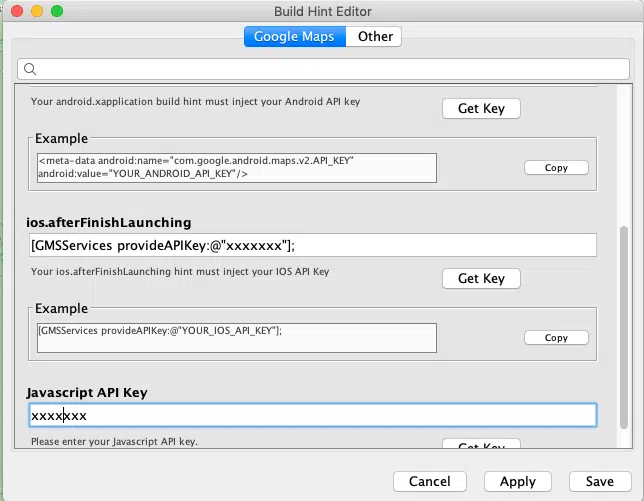 Build Hint Editor
Google Maps
Other
Your android.xapplication build hint must inject your Android API key
Get Key
Example
<meta-data android:name="com.google.android.maps.v2.API_KEY"
android:value="YOUR_ANDROID_API_KEY"/>
Copy
ios.afterFinishLaunching
[GMSServices provideAPIKey:@"xxxxxxx"];
Your ios.afterFinishLaunching hint must inject your IOS API Key
Get Key
Example
[GMSServices provideAPIKey:@"YOUR_IOS_API_KEY"];
Copy
Javascript API Key
xxxxxxx
Please enter your Javascript API key.
Get Key
Cancel
Apply
Save